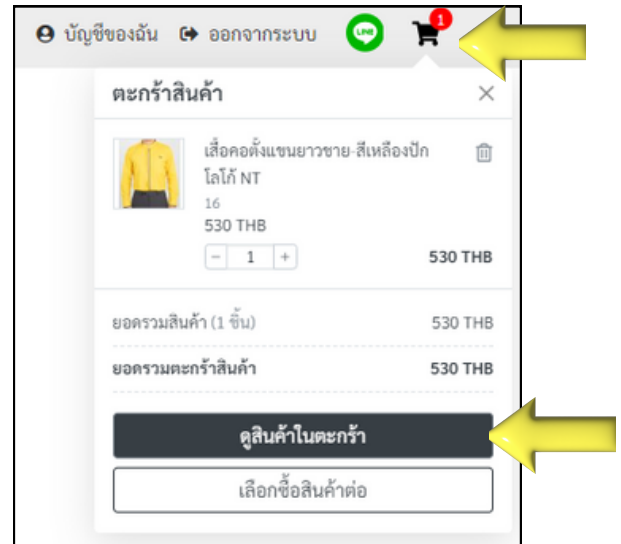 บัญชีของฉัน ออกจากระบบ LINE 1
ตะกร้าสินค้า
เสื้อคอตั้งแขนยาวชาย-สีเหลืองปัก
โลโก้ NT
16
530 THB
- 1 + 530 THB
ยอดรวมสินค้า (1 ชิ้น) 530 THB
ยอดรวมตะกร้าสินค้า 530 THB
ดูสินค้าในตะกร้า
เลือกซื้อสินค้าต่อ